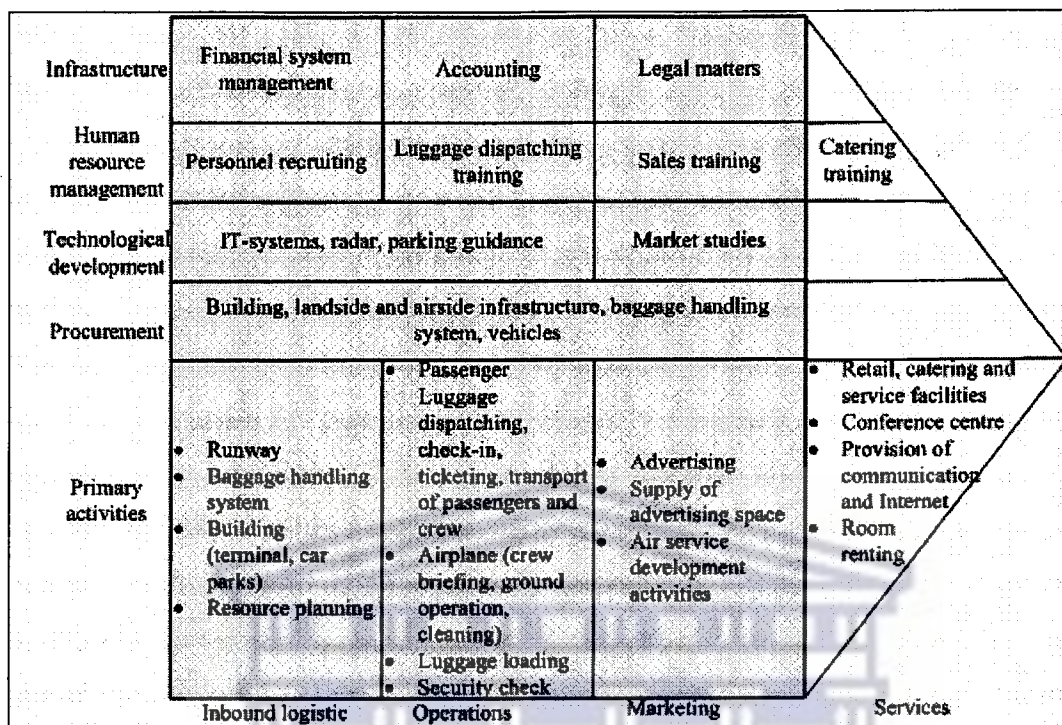 Infrastructure
Financial system
management
Accounting
Legal matters
Human
resource
management
Personnel recruiting
Luggage dispatching
training
Sales training
Catering
training
Technological
development
IT-systems, radar, parking guidance
Market studies
Procurement
Building, landside and airside infrastructure, baggage handling
system, vehicles
Primary
activities
• Runway
• Baggage handling
system
• Building
(terminal, car
parks)
• Resource planning
• Passenger
Luggage
dispatching,
check-in,
ticketing, transport
of passengers and
crew
• Airplane (crew
briefing, ground
operation,
cleaning)
• Luggage loading
• Security check
• Advertising
• Supply of
advertising space
• Air service
development
activities
• Retail, catering and
service facilities
• Conference centre
• Provision of
communication
and Internet
• Room
renting
Inbound logistic
Operations
Marketing
Services